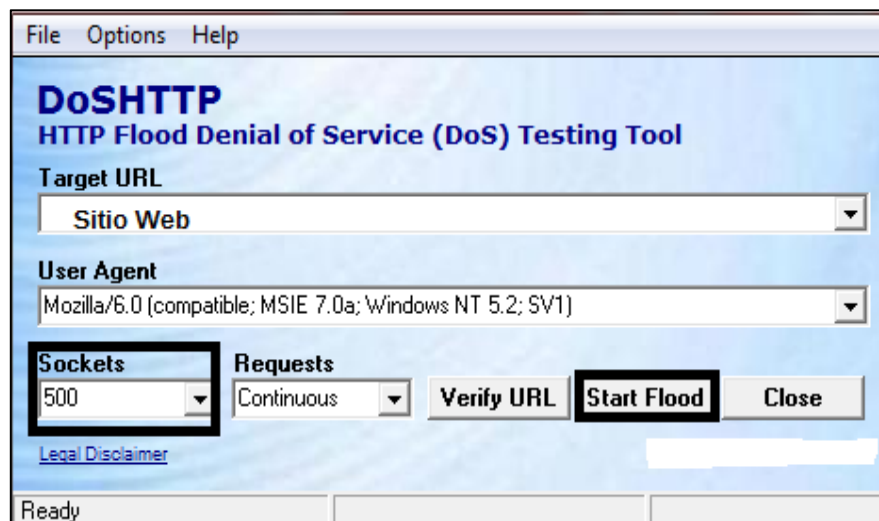 File Options Help
DoSHTTP
HTTP Flood Denial of Service (DoS) Testing Tool
Target URL
Sitio Web
User Agent
Mozilla/6.0 (compatible; MSIE 7.0a; Windows NT 5.2; SV1)
Sockets Requests
500 Continuous Verify URL Start Flood Close
Legal Disclaimer
Ready